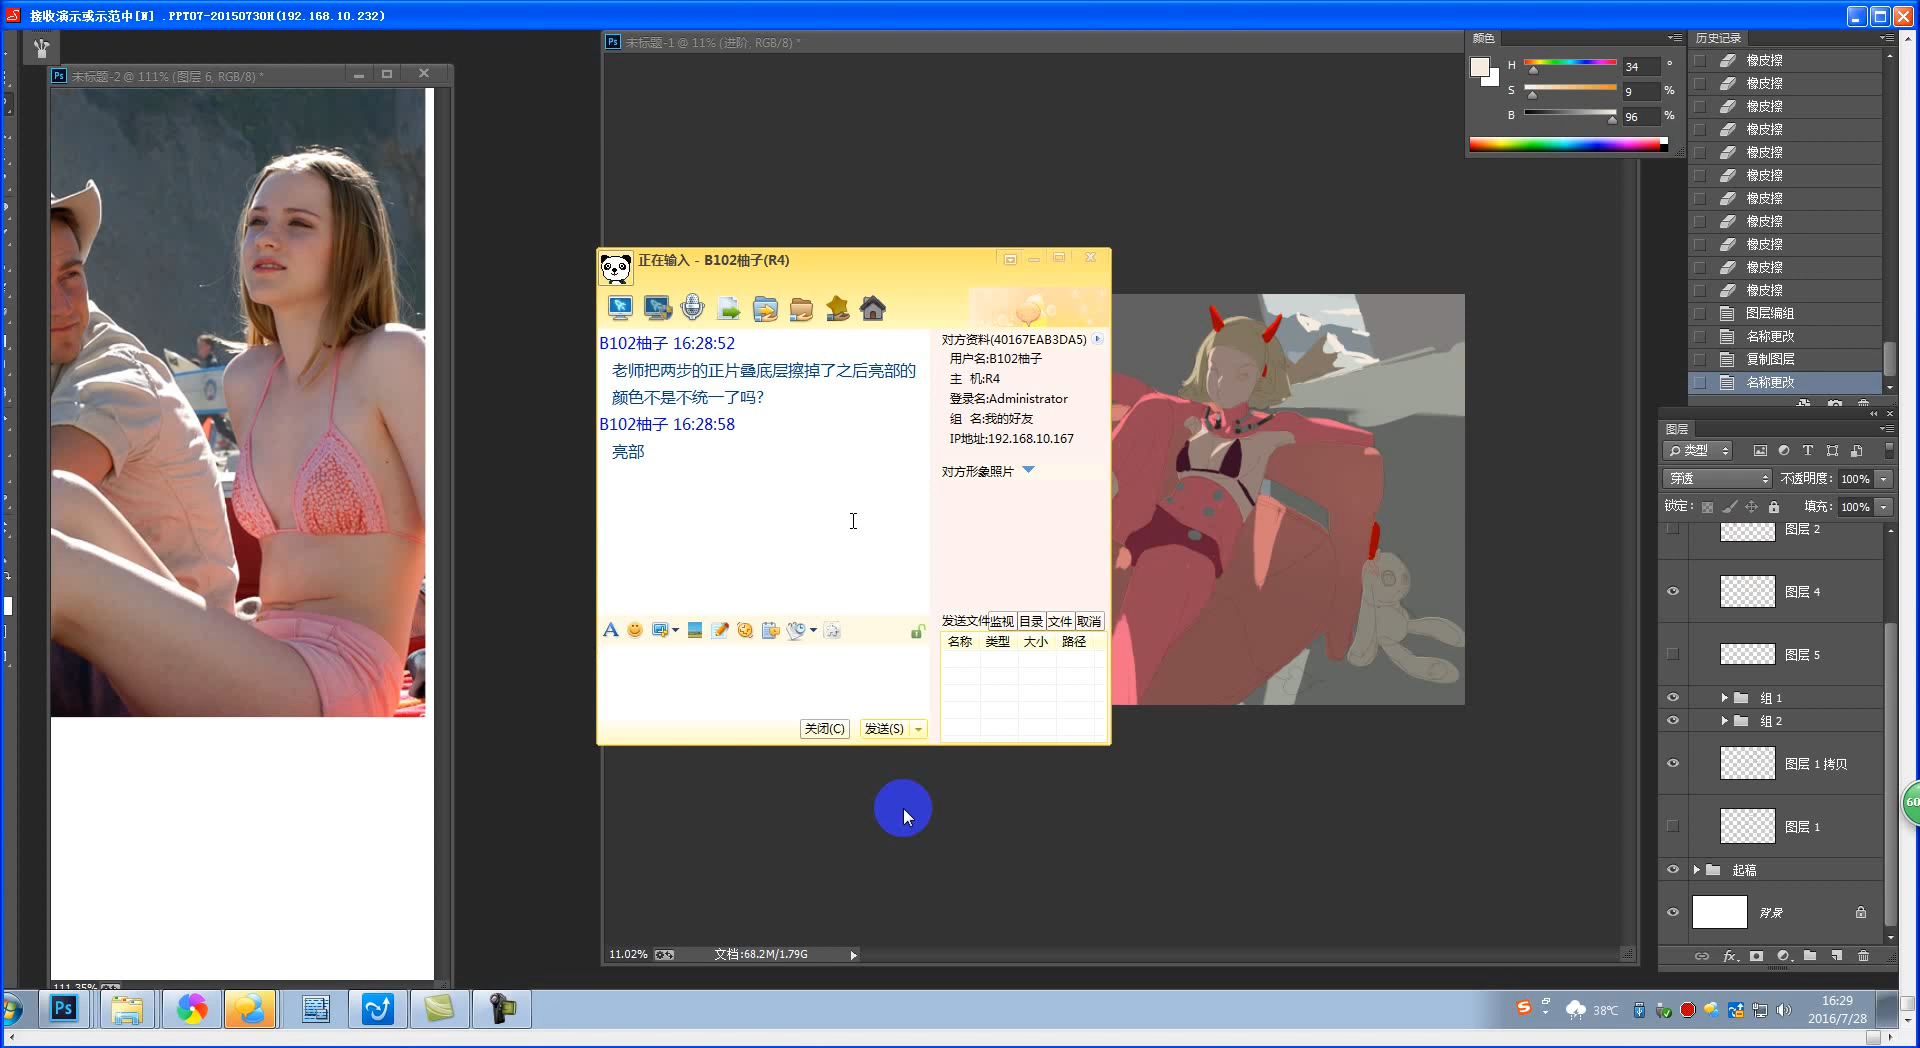 接收演示或示范中[N] .PPT07-20150730H(192.168.10.232)
未标题-2 @ 111% (图层 6, RGB/8) *
未标题-1 @ 11% (进阶, RGB/8) *
颜色
H 34 °
S 9 %
B 96 %
历史记录
橡皮擦
橡皮擦
橡皮擦
橡皮擦
橡皮擦
橡皮擦
橡皮擦
橡皮擦
橡皮擦
橡皮擦
橡皮擦
图层编组
名称更改
复制图层
名称更改
正在输入 - B102柚子(R4)
B102柚子 16:28:52
老师把两步的正片叠底层擦掉了之后亮部的
颜色不是不统一了吗?
B102柚子 16:28:58
亮部
对方资料(40167EAB3DA5)
用户名:B102柚子
主 机:R4
登录名:Administrator
组 名:我的好友
IP地址:192.168.10.167
对方形象照片
发送文件 监视 目录 文件 取消
名称 类型 大小 路径
关闭(C) 发送(S)
图层
类型
穿透 不透明度: 100%
锁定: 填充: 100%
图层 2
图层 4
图层 5
组 1
组 2
图层 1 拷贝
图层 1
起稿
背景
fx
60
11.02% 文档:68.2M/1.79G
111.35%
Ps
38℃
16:29
2016/7/28